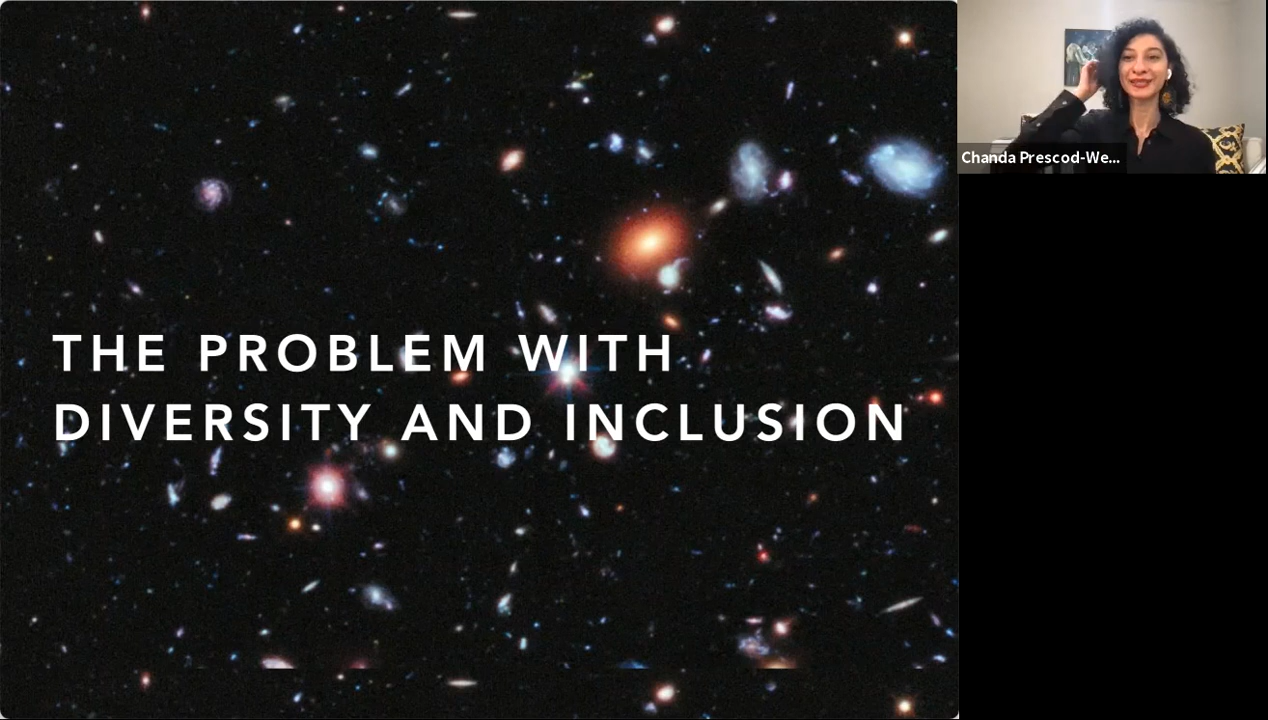 THE PROBLEM WITH
DIVERSITY AND INCLUSION
Chanda Prescod-We...